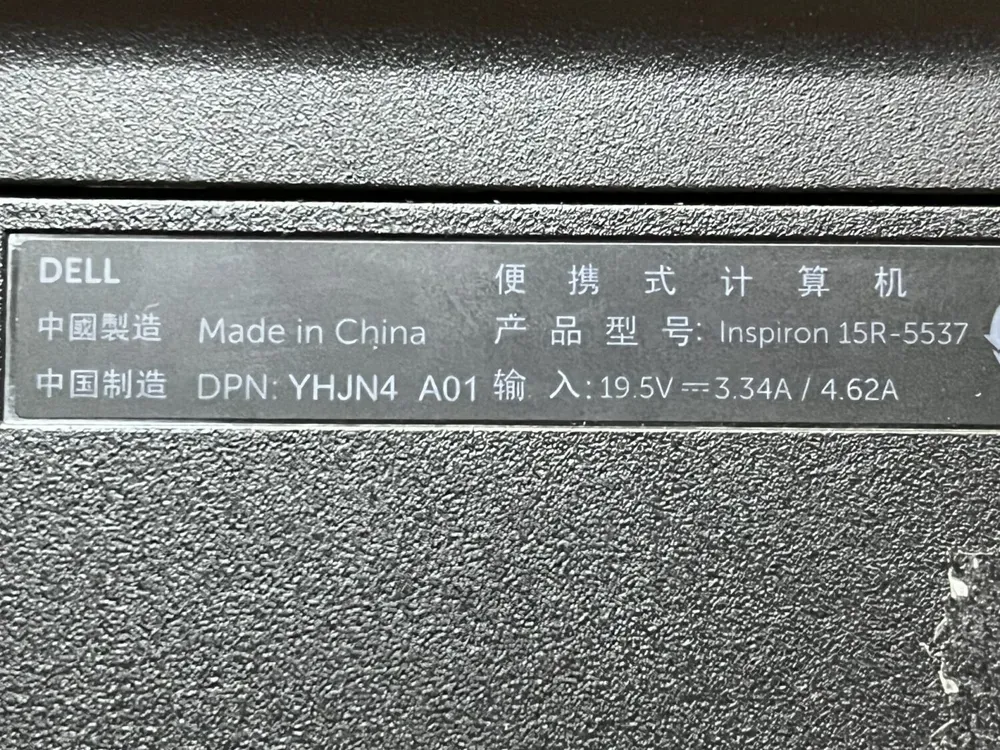 DELL
中國製造 Made in China
中国制造 DPN: YHJN4 A01
便携式计算机
产品型号: Inspiron 15R-5537
输入: 19.5V ⎓ 3.34A / 4.62A